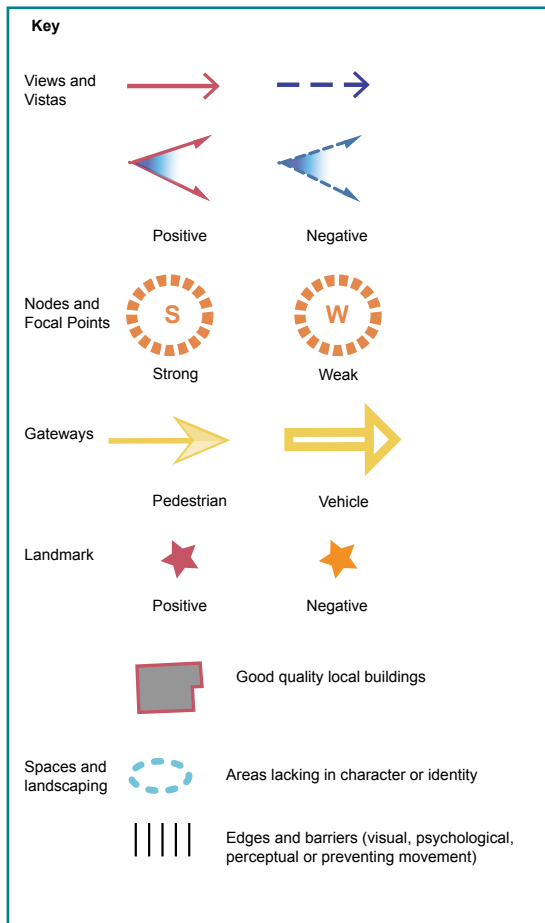 Key
Views and
Vistas
Positive
Negative
Nodes and
Focal Points
S
W
Strong
Weak
Gateways
Pedestrian
Vehicle
Landmark
Positive
Negative
Good quality local buildings
Spaces and
landscaping
Areas lacking in character or identity
Edges and barriers (visual, psychological,
perceptual or preventing movement)